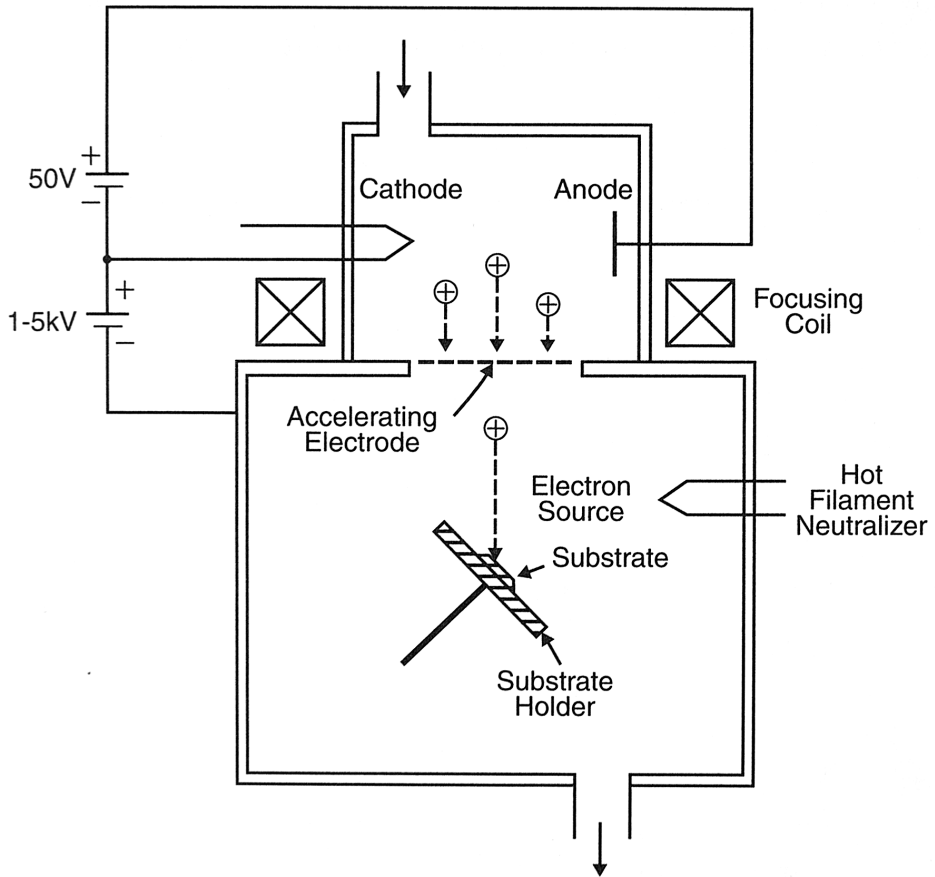 +
50V
−
Cathode
Anode
+
1-5kV
−
Focusing
Coil
Accelerating
Electrode
Electron
Source
Hot
Filament
Neutralizer
Substrate
Substrate
Holder